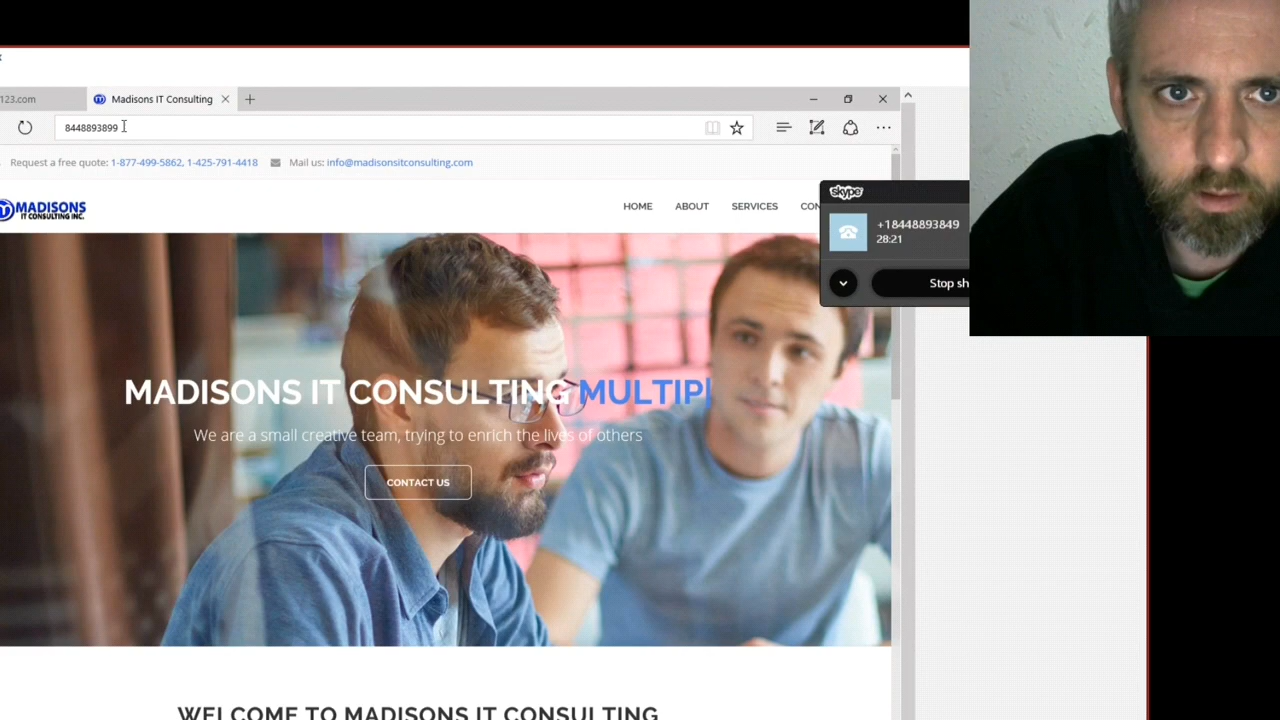 123.com
Madisons IT Consulting
8448893899
Request a free quote: 1-877-499-5862, 1-425-791-4418
Mail us: info@madisonsitconsulting.com
MADISONS
IT CONSULTING INC.
HOME ABOUT SERVICES CON
skype
+18448893849
28:21
Stop sh
MADISONS IT CONSULTING MULTIP
We are a small creative team, trying to enrich the lives of others
CONTACT US
WELCOME TO MADISONS IT CONSULTING